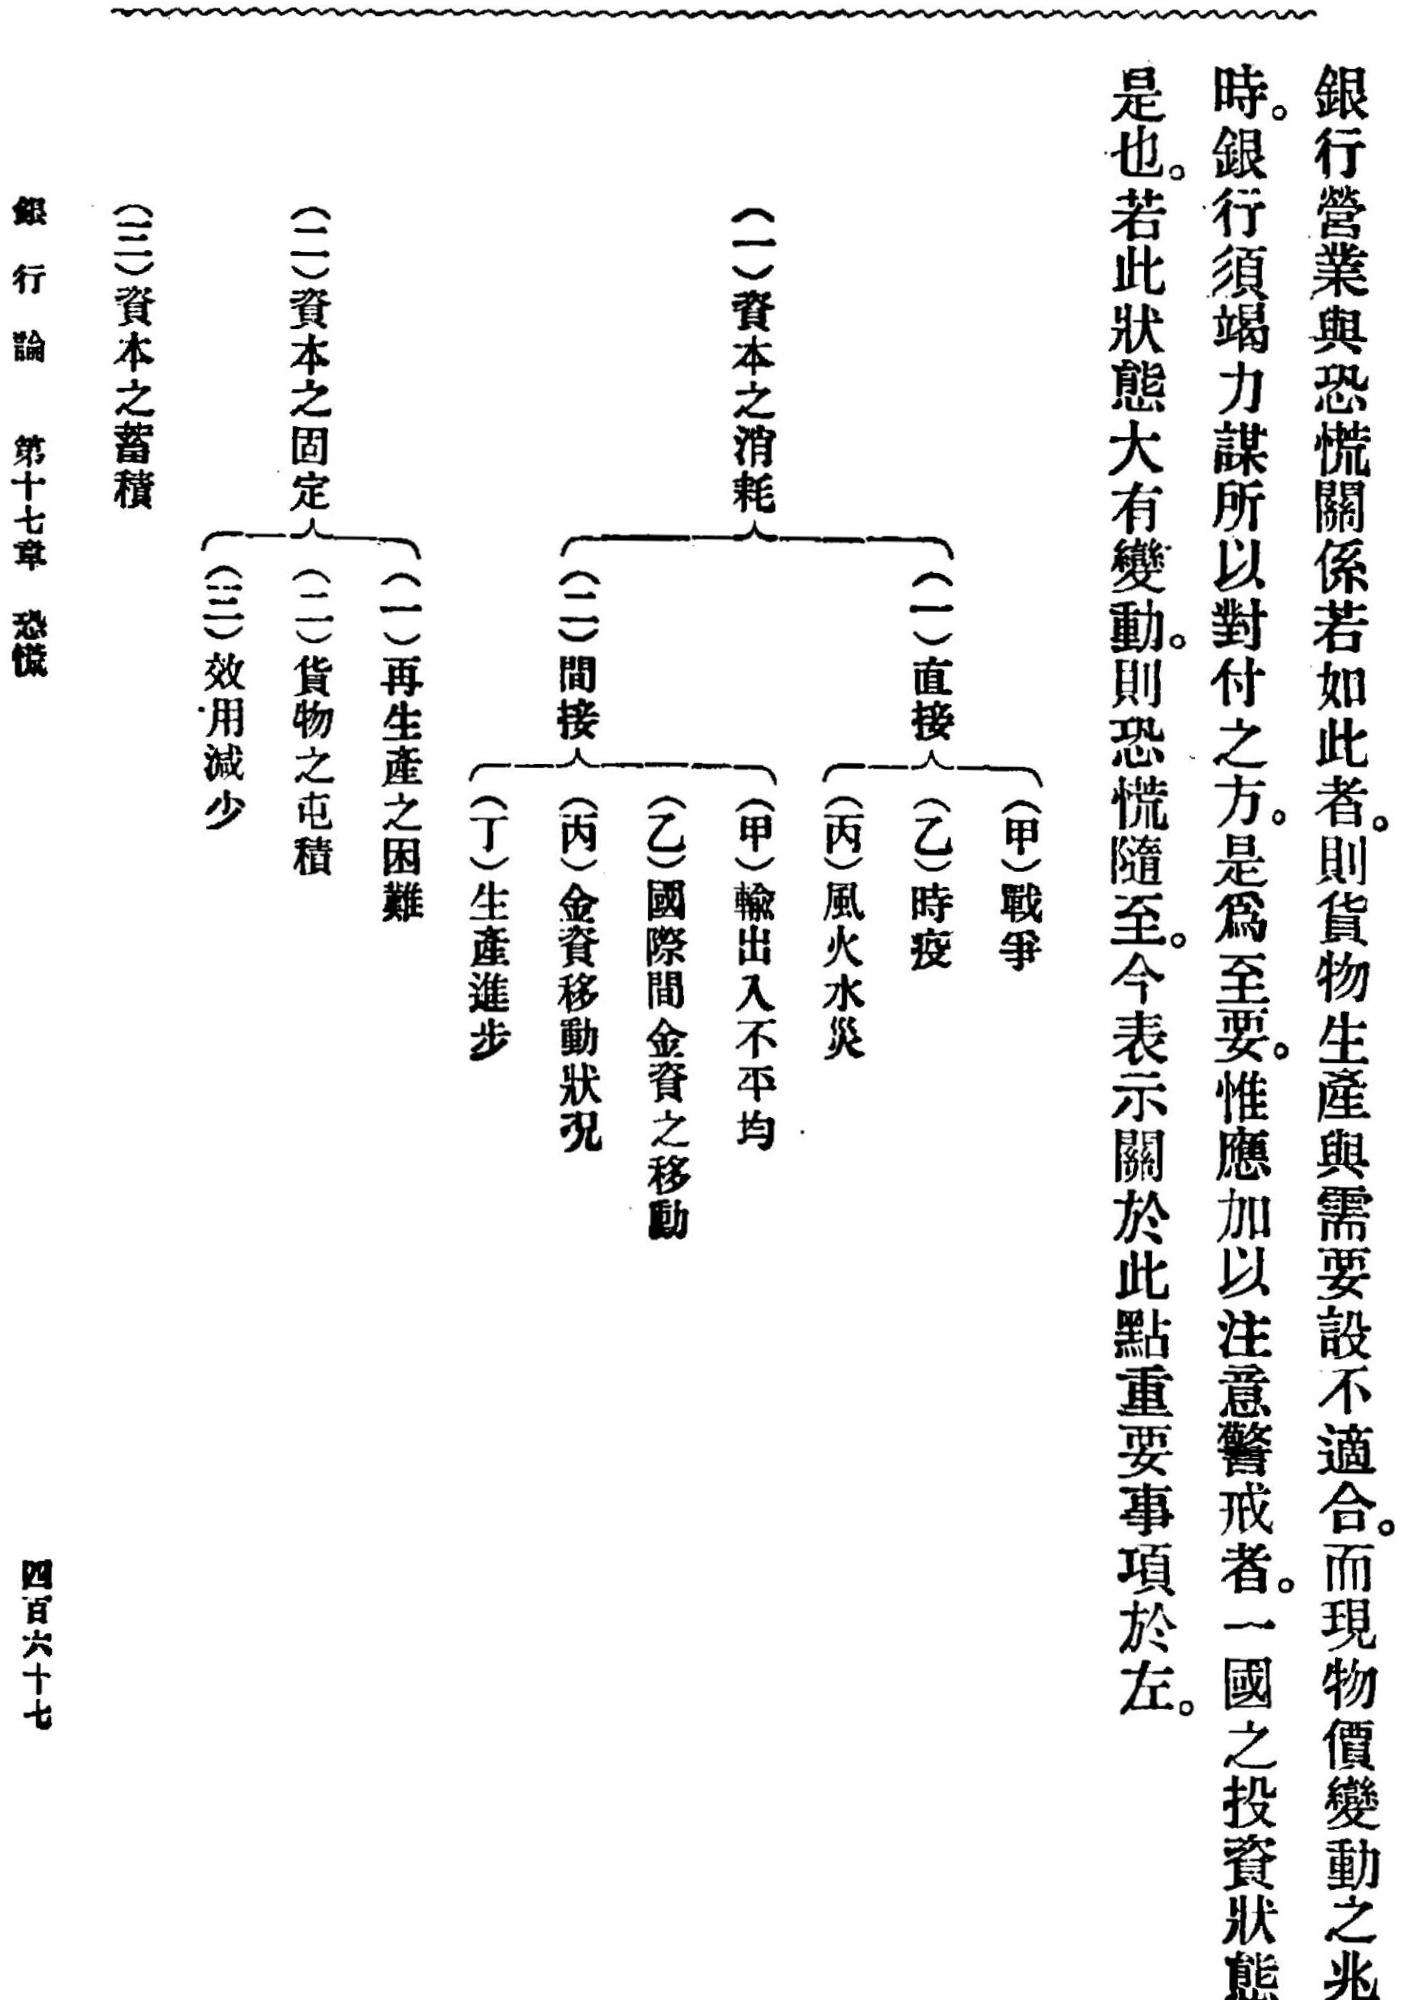 銀行營業與恐慌關係若如此者。則貨物生產與需要設不適合。而現物價變動之兆
時。銀行須竭力謀所以對付之方。是爲至要。惟應加以注意警戒者。一國之投資狀態
是也。若此狀態大有變動。則恐慌隨至。今表示關於此點重要事項於左。
(一)資本之消耗
(一)直接
(甲)戰爭
(乙)時疫
(丙)風火水災
(二)間接
(甲)輸出入不平均
(乙)國際間金資之移動
(丙)金資移動狀況
(丁)生產進步
(二)資本之固定
(一)再生產之困難
(二)貨物之屯積
(三)效用減少
(三)資本之蓄積
銀行論 第十七章 恐慌
四百六十七